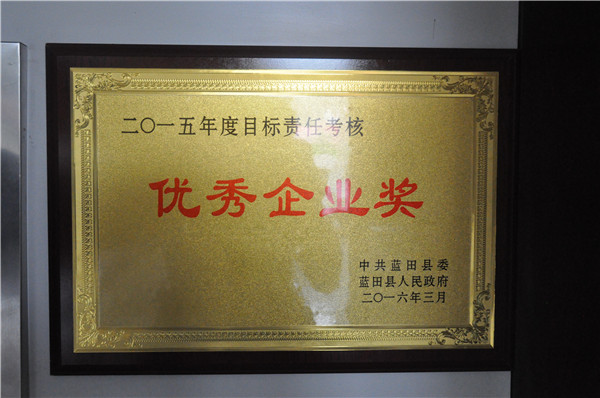 二〇一五年度目标责任考核
优秀企业奖
中共蓝田县委
蓝田县人民政府
二〇一六年三月